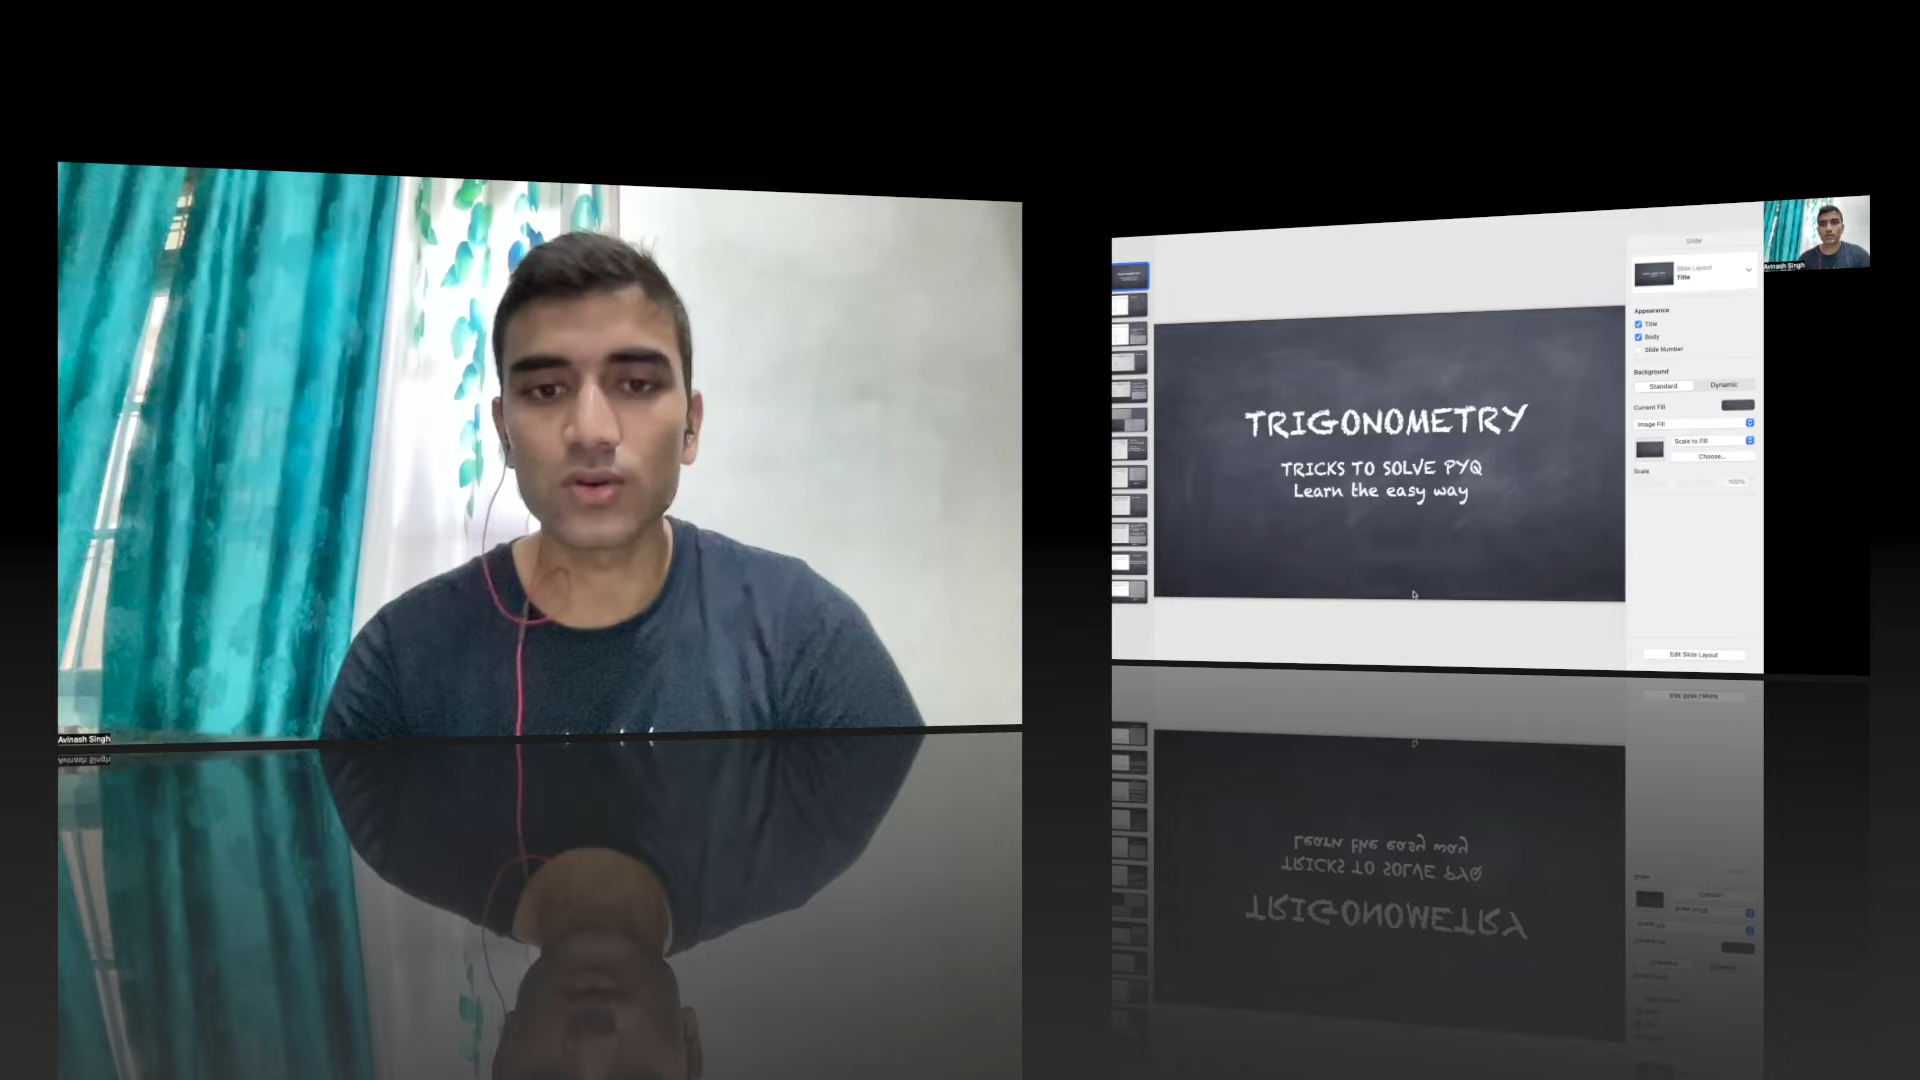 Avinash Singh
TRIGONOMETRY
TRICKS TO SOLVE PYQ
Learn the easy way
Slide
Slide Layout
Title
Appearance
Title
Body
Slide Number
Background
Standard
Dynamic
Current Fill
Image Fill
Scale to Fill
Choose...
Scale
100%
Edit Slide Layout
Avinash Singh